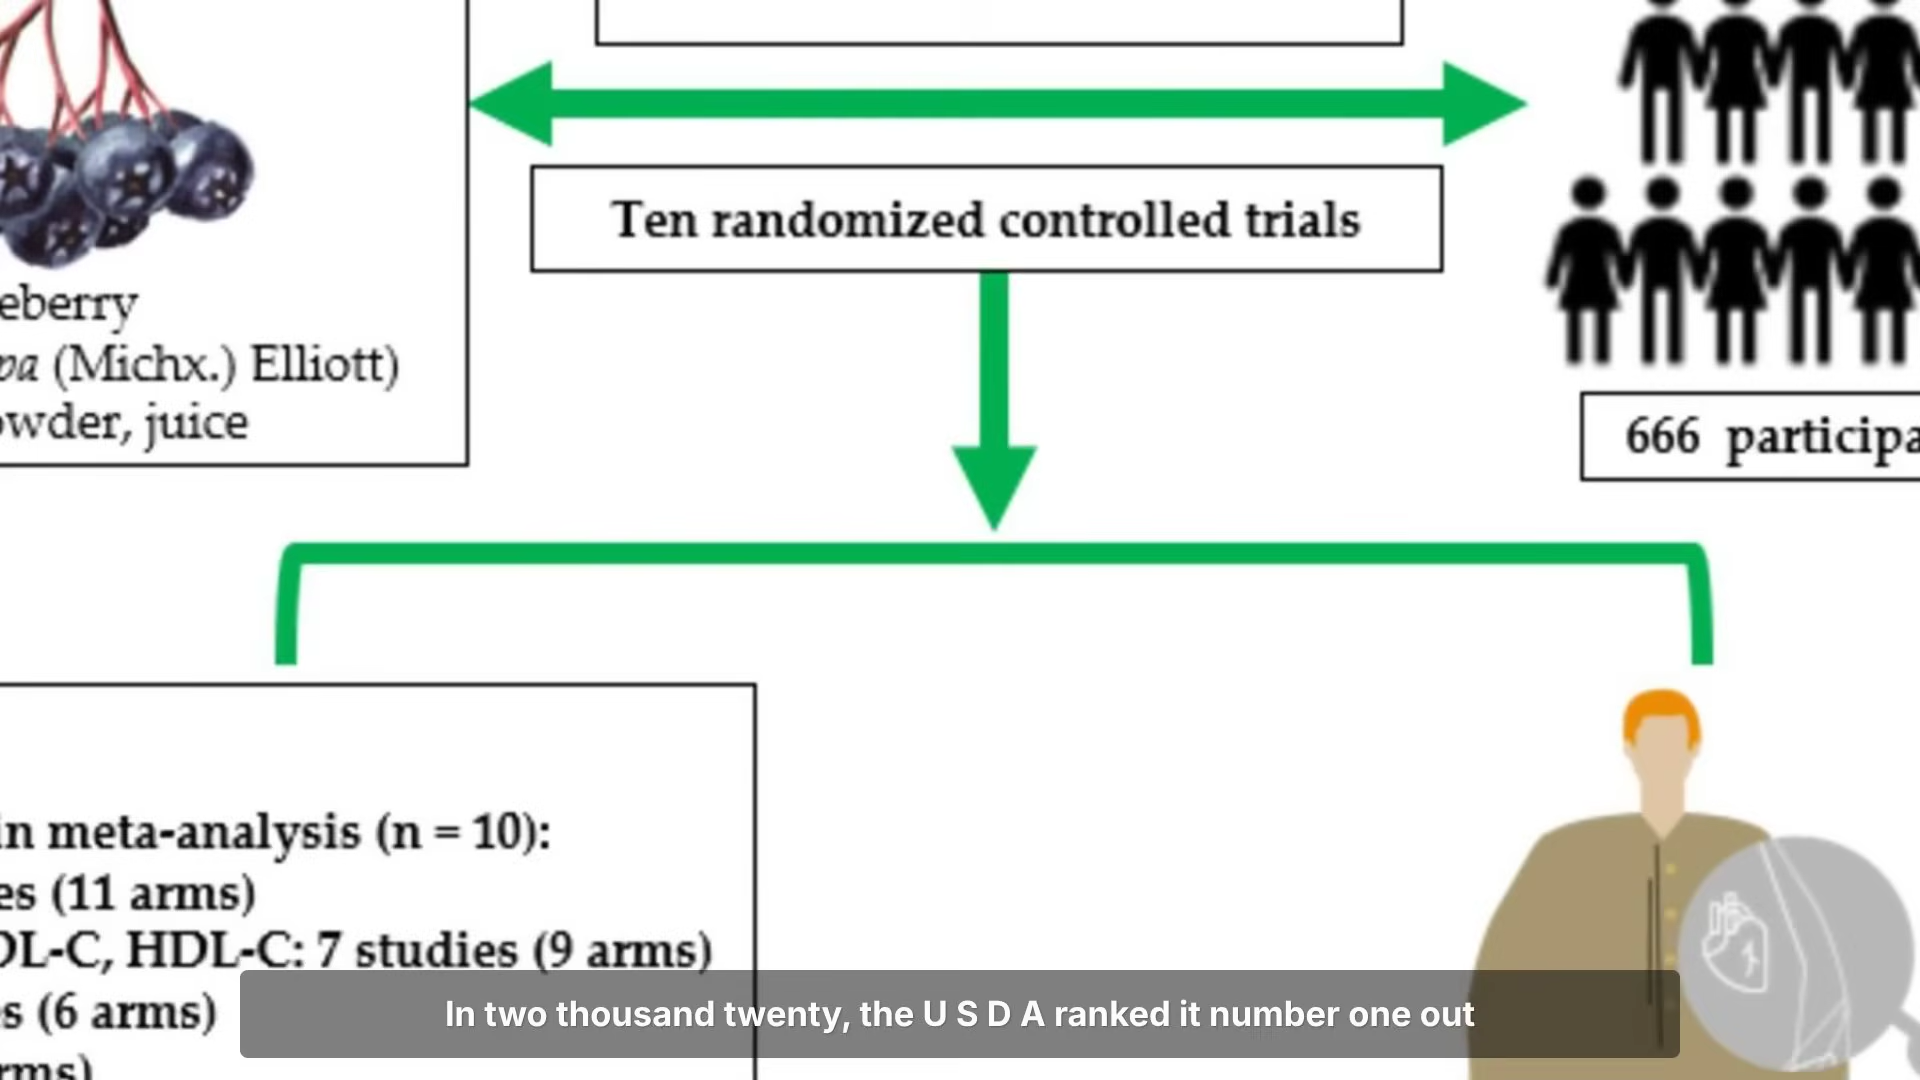 Ten randomized controlled trials
eberry
pa (Michx.) Elliott)
owder, juice
666 participa
in meta-analysis (n = 10):
es (11 arms)
DL-C, HDL-C: 7 studies (9 arms)
s (6 arms)
rms)
In two thousand twenty, the U S D A ranked it number one out